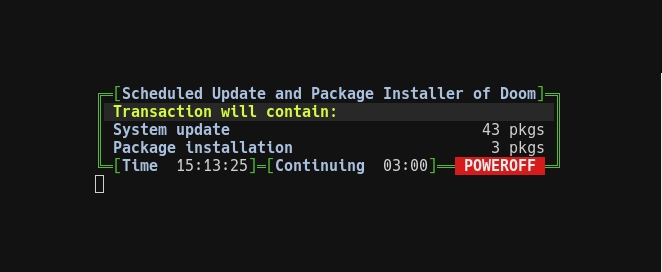 Scheduled Update and Package Installer of Doom
Transaction will contain:
System update 43 pkgs
Package installation 3 pkgs
Time 15:13:25 Continuing 03:00 POWEROFF